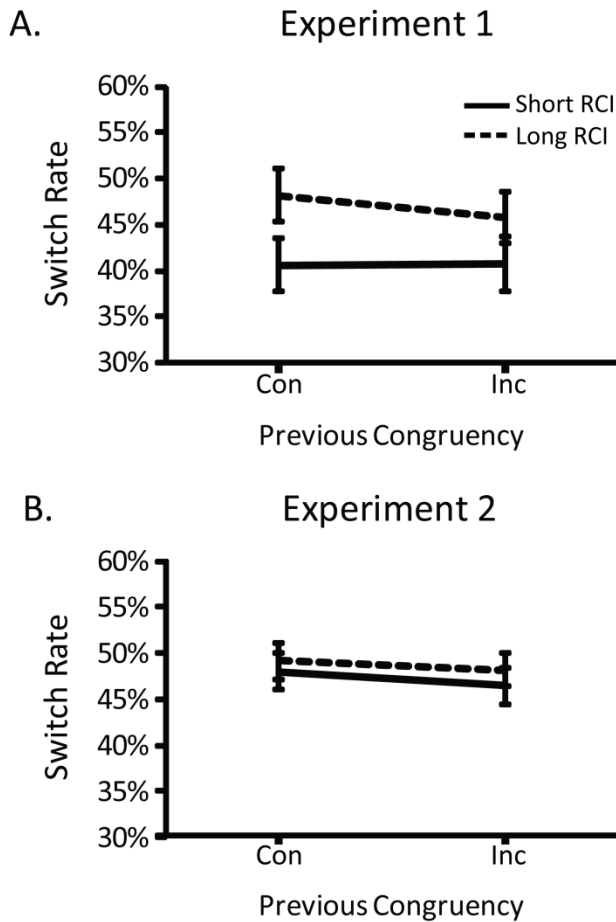 A.
Experiment 1
Switch Rate
60%
55%
50%
45%
40%
35%
30%
Short RCI
Long RCI
Con
Inc
Previous Congruency
B.
Experiment 2
Switch Rate
60%
55%
50%
45%
40%
35%
30%
Con
Inc
Previous Congruency